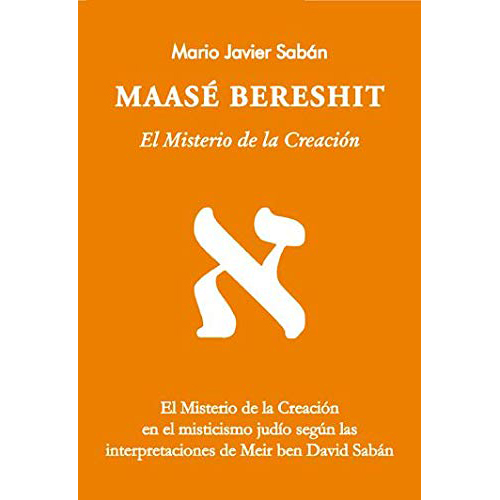 Mario Javier Sabán
MAASÉ BERESHIT
El Misterio de la Creación
א
El Misterio de la Creación
en el misticismo judío según las
interpretaciones de Meir ben David Sabán